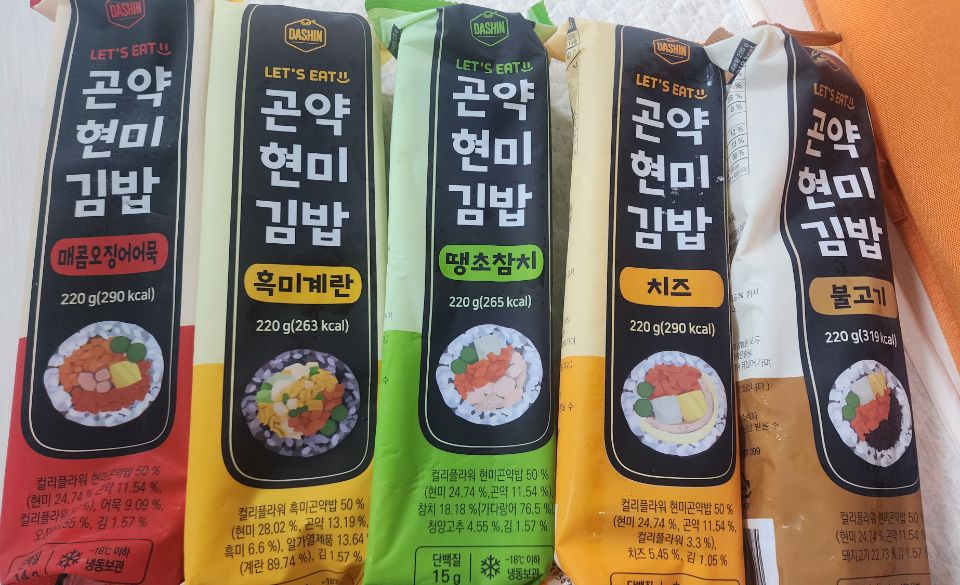 DASHIN
LET'S EAT
곤약
현미
김밥
매콤오징어어묵
220 g(290 kcal)
컬리플라워 현미곤약밥 50 %
(현미 24.74 %, 곤약 11.54 %,
컬리플라워
어묵 9.09 %,
김 1.57 %
-18℃ 이하
냉동보관
DASHIN
LET'S EAT
곤약
현미
김밥
흑미계란
220 g(263 kcal)
컬리플라워 흑미곤약밥 50 %
(현미 28.02 %, 곤약 13.19 %,
흑미 6.6 %), 알가열제품 13.64
(계란 89.74 %), 김 1.57 %
DASHIN
LET'S EAT
곤약
현미
김밥
땡초참치
220 g(265 kcal)
컬리플라워 현미곤약밥 50 %
(현미 24.74 %, 곤약 11.54 %),
참치 18.18 %(가다랑어 76.5 %
청양고추 4.55 %, 김 1.57 %
단백질
15 g
-18℃ 이하
냉동보관
DASHIN
LET'S EAT
곤약
현미
김밥
치즈
220 g(290 kcal)
컬리플라워 현미곤약밥 50 %
(현미 24.74 %, 곤약 11.54 %,
컬리플라워 3.3 %),
치즈 5.45 %, 김 1.05 %
LET'S EAT
곤약
현미
김밥
불고기
220 g(319 kcal)
컬리플라워 현미곤약밥 50
(현미 24.74 %, 곤약 11.54
돼지고기 22.73 %,